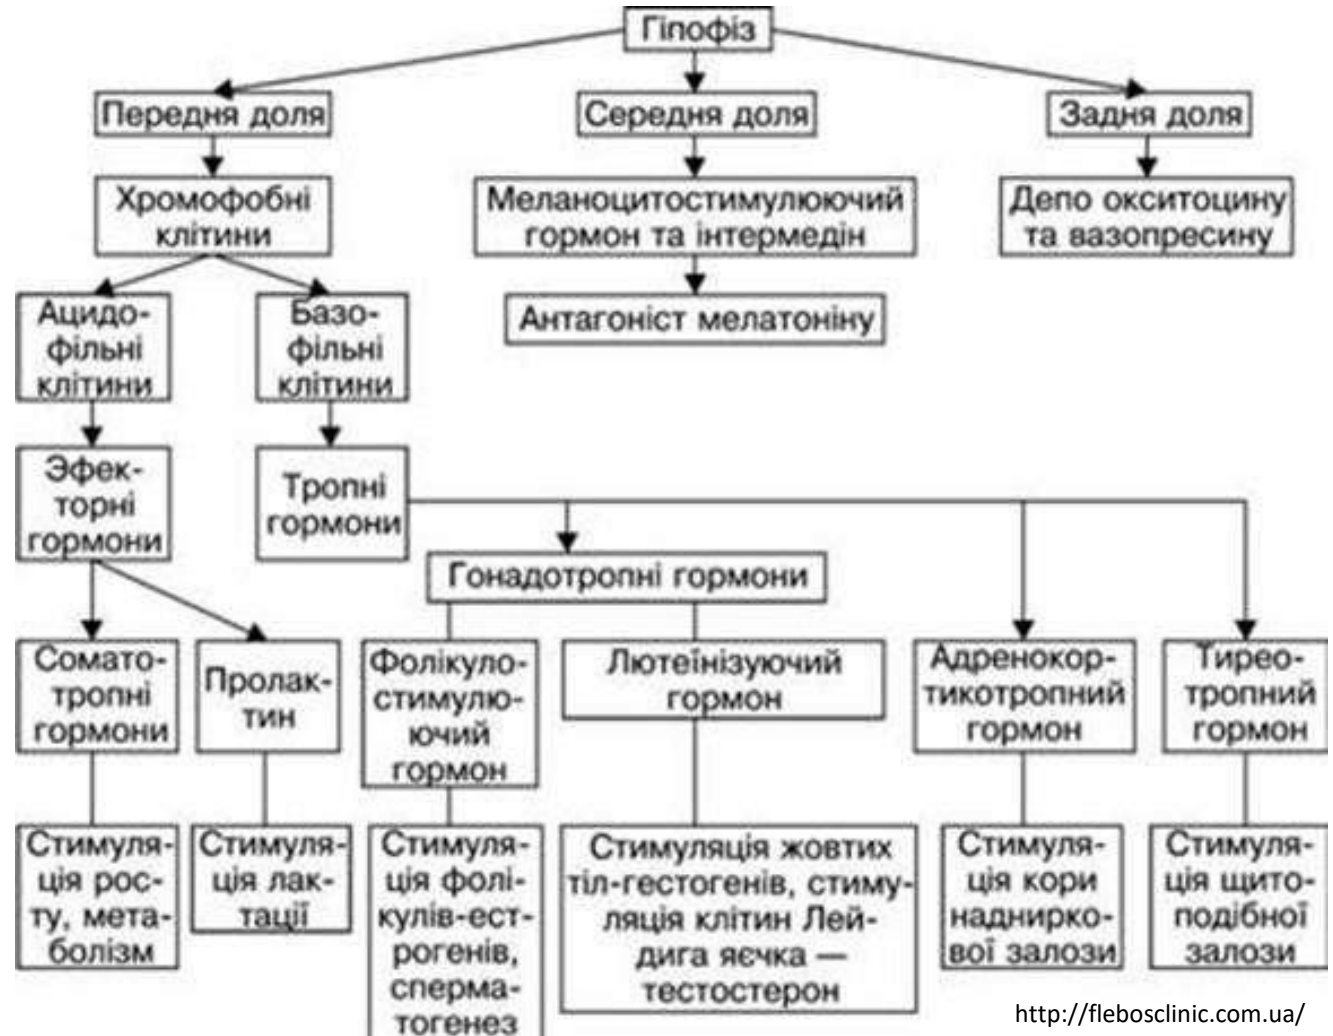 Гіпофіз
Передня доля
Середня доля
Задня доля
Хромофобні
клітини
Меланоцитостимулюючий
гормон та інтермедін
Депо окситоцину
та вазопресину
Ацидо-
фільні
клітини
Базо-
фільні
клітини
Антагоніст мелатоніну
Эфек-
торні
гормони
Тропні
гормони
Гонадотропні гормони
Сомато-
тропні
гормони
Пролак-
тин
Фолікуло-
стимулю-
ючий
гормон
Лютеїнізуючий
гормон
Адренокор-
тикотропний
гормон
Тирео-
тропний
гормон
Стимуля-
ція рос-
ту, мета-
болізм
Стимуля-
ція лак-
тації
Стимуля-
ція фолі-
кулів-ест-
рогенів,
сперма-
тогенез
Стимуляція жовтих
тіл-гестогенів, стиму-
ляція клітин Лей-
дига яєчка —
тестостерон
Стимуля-
ція кори
наднирко-
вої залози
Стимуля-
ція щито-
подібної
залози
http://flebosclinic.com.ua/